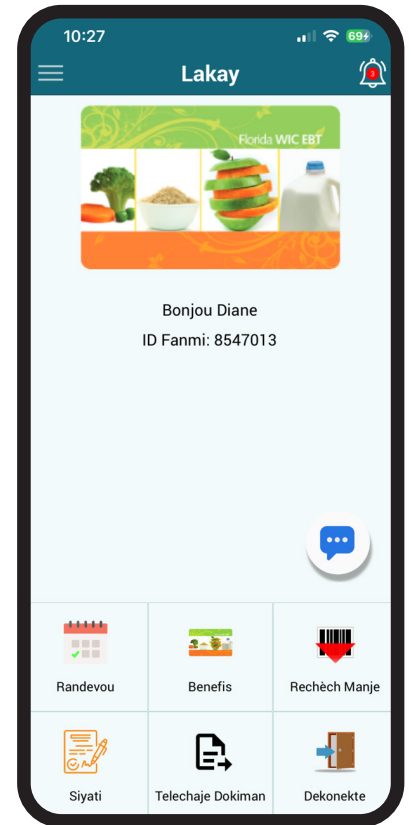 10:27
69
Lakay
3
Florida WIC EBT
Bonjou Diane
ID Fanmi: 8547013
Randevou
Benefis
Rechèch Manje
Siyati
Telechaje Dokiman
Dekonekte